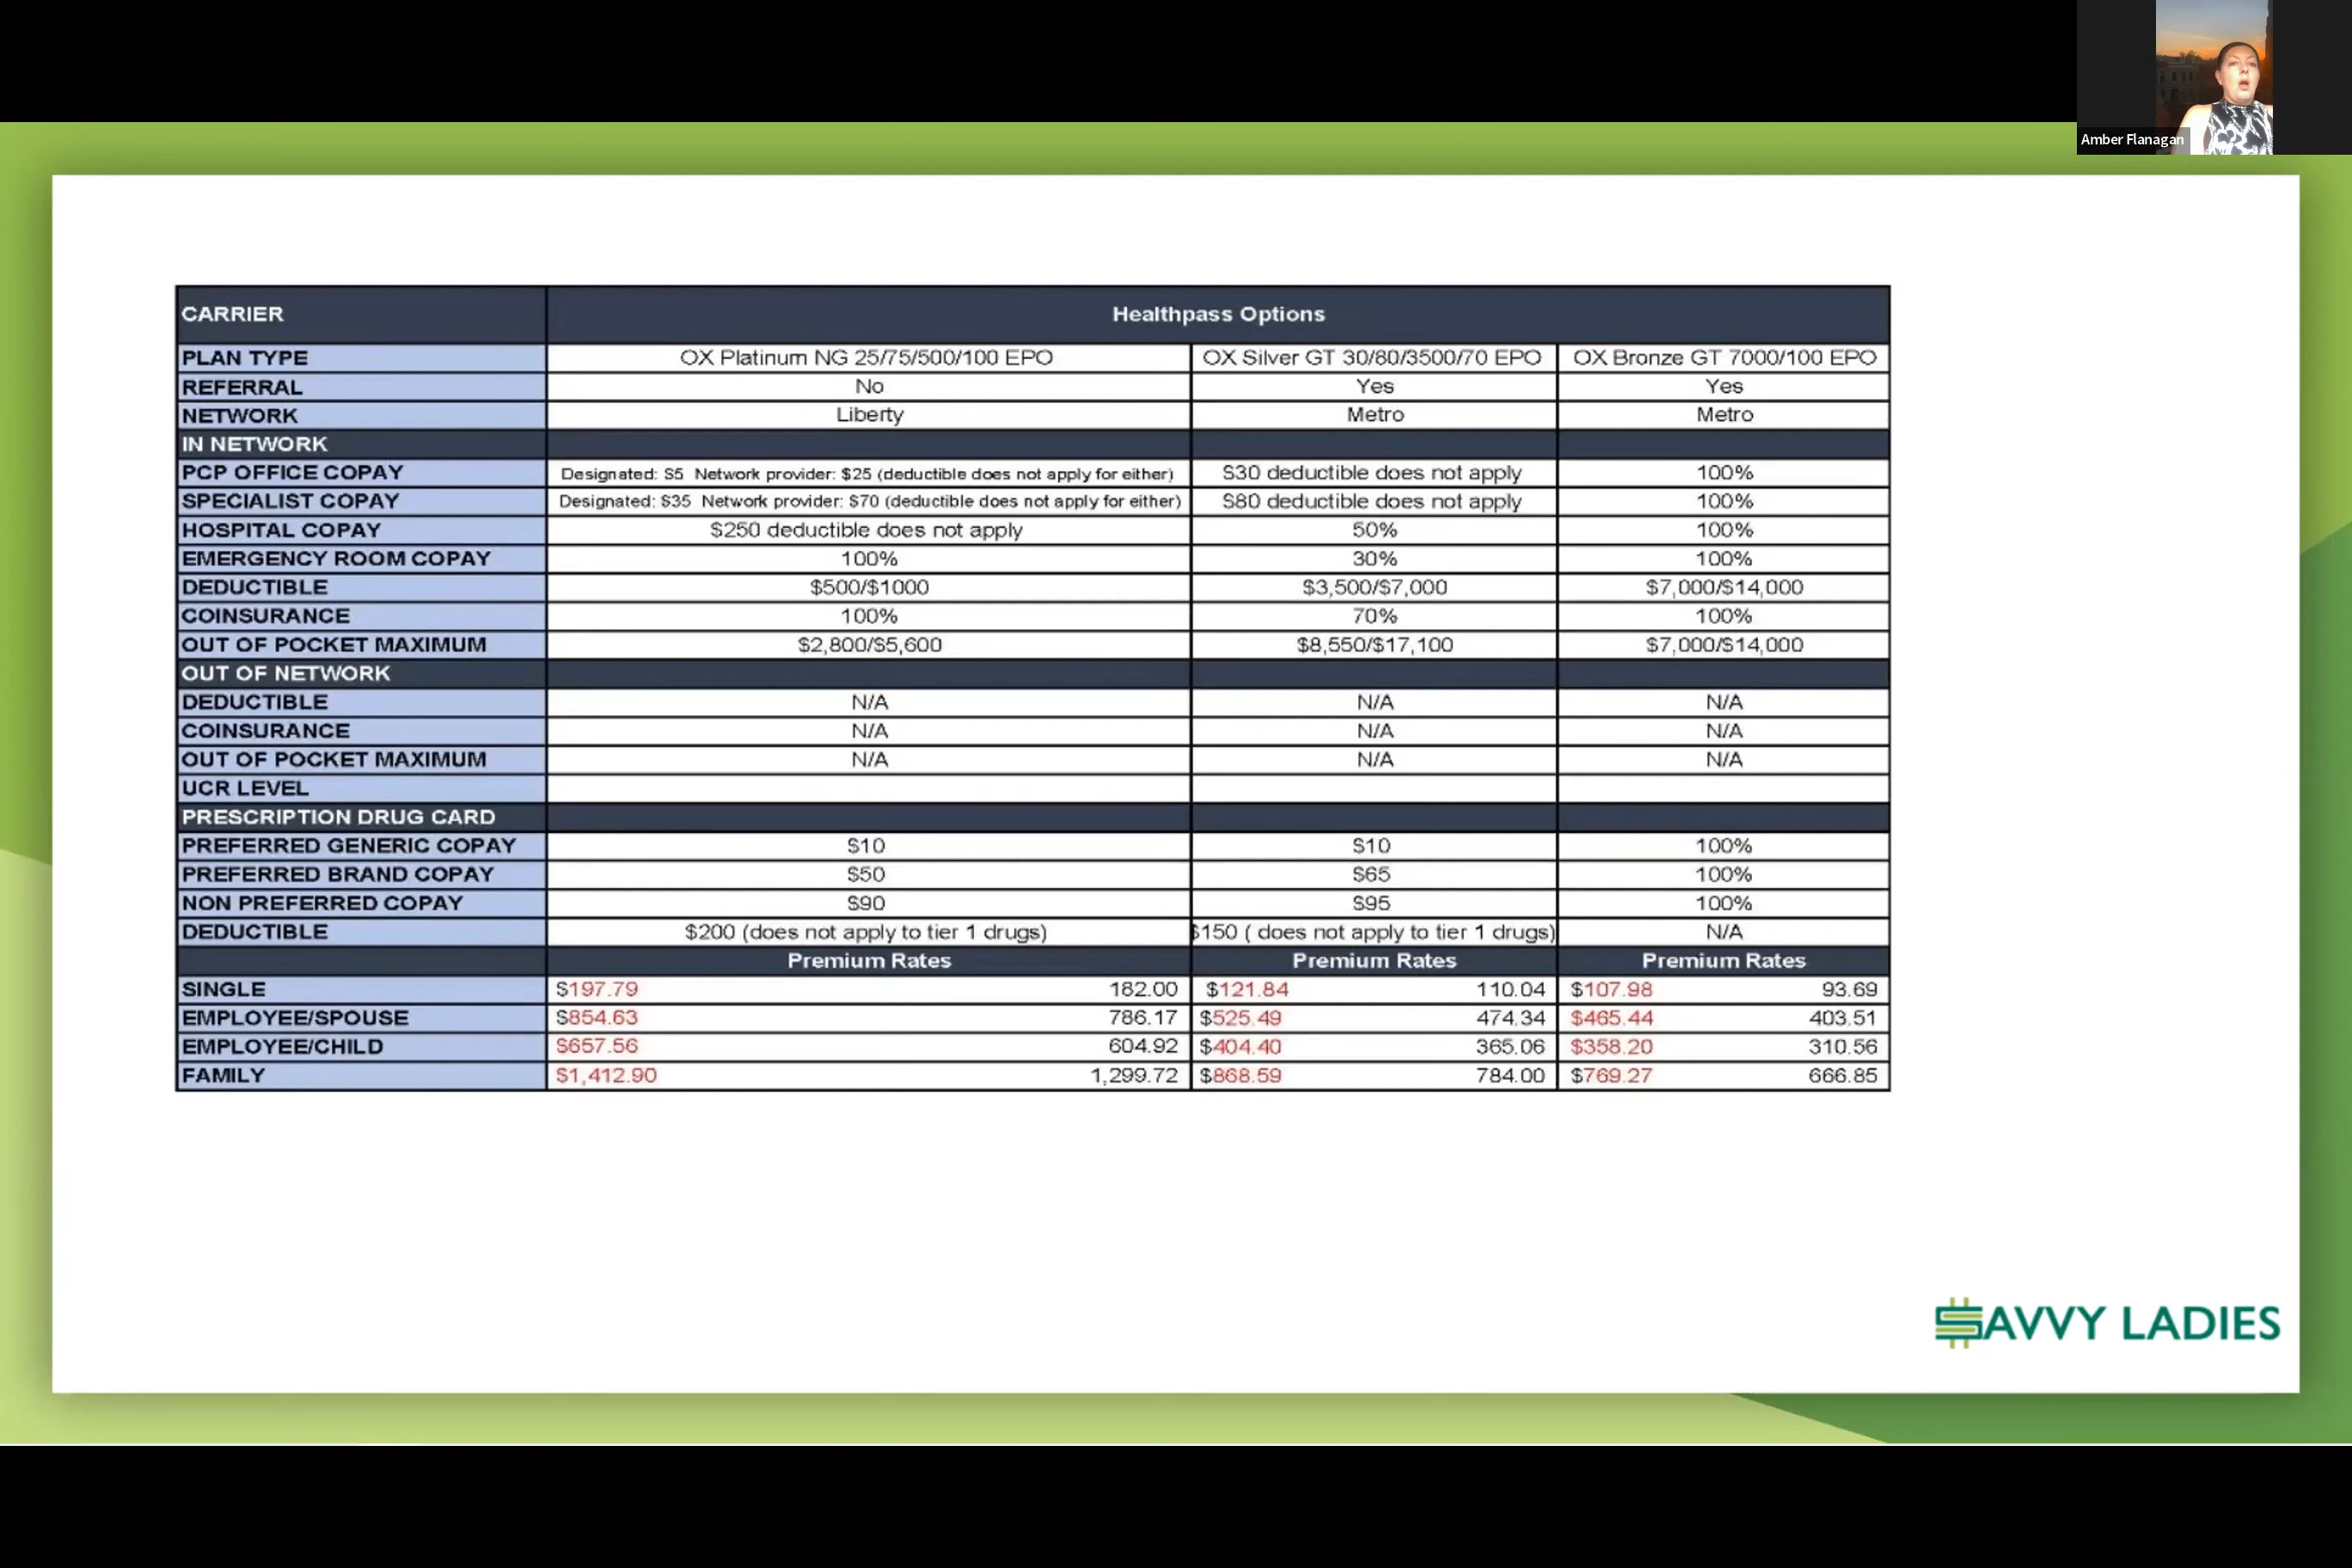 Amber Flanagan
CARRIER Healthpass Options
PLAN TYPE OX Platinum NG 25/75/500/100 EPO OX Silver GT 30/80/3500/70 EPO OX Bronze GT 7000/100 EPO
REFERRAL No Yes Yes
NETWORK Liberty Metro Metro
IN NETWORK
PCP OFFICE COPAY Designated: $5 Network provider: $25 (deductible does not apply for either) $30 deductible does not apply 100%
SPECIALIST COPAY Designated: $35 Network provider: $70 (deductible does not apply for either) $80 deductible does not apply 100%
HOSPITAL COPAY $250 deductible does not apply 50% 100%
EMERGENCY ROOM COPAY 100% 30% 100%
DEDUCTIBLE $500/$1000 $3,500/$7,000 $7,000/$14,000
COINSURANCE 100% 70% 100%
OUT OF POCKET MAXIMUM $2,800/$5,600 $8,550/$17,100 $7,000/$14,000
OUT OF NETWORK
DEDUCTIBLE N/A N/A N/A
COINSURANCE N/A N/A N/A
OUT OF POCKET MAXIMUM N/A N/A N/A
UCR LEVEL
PRESCRIPTION DRUG CARD
PREFERRED GENERIC COPAY $10 $10 100%
PREFERRED BRAND COPAY $50 $65 100%
NON PREFERRED COPAY $90 $95 100%
DEDUCTIBLE $200 (does not apply to tier 1 drugs) $150 ( does not apply to tier 1 drugs) N/A
Premium Rates Premium Rates Premium Rates
SINGLE $197.79 182.00 $121.84 110.04 $107.98 93.69
EMPLOYEE/SPOUSE $854.63 786.17 $525.49 474.34 $465.44 403.51
EMPLOYEE/CHILD $657.56 604.92 $404.40 365.06 $358.20 310.56
FAMILY $1,412.90 1,299.72 $868.59 784.00 $769.27 666.85
SAVVY LADIES